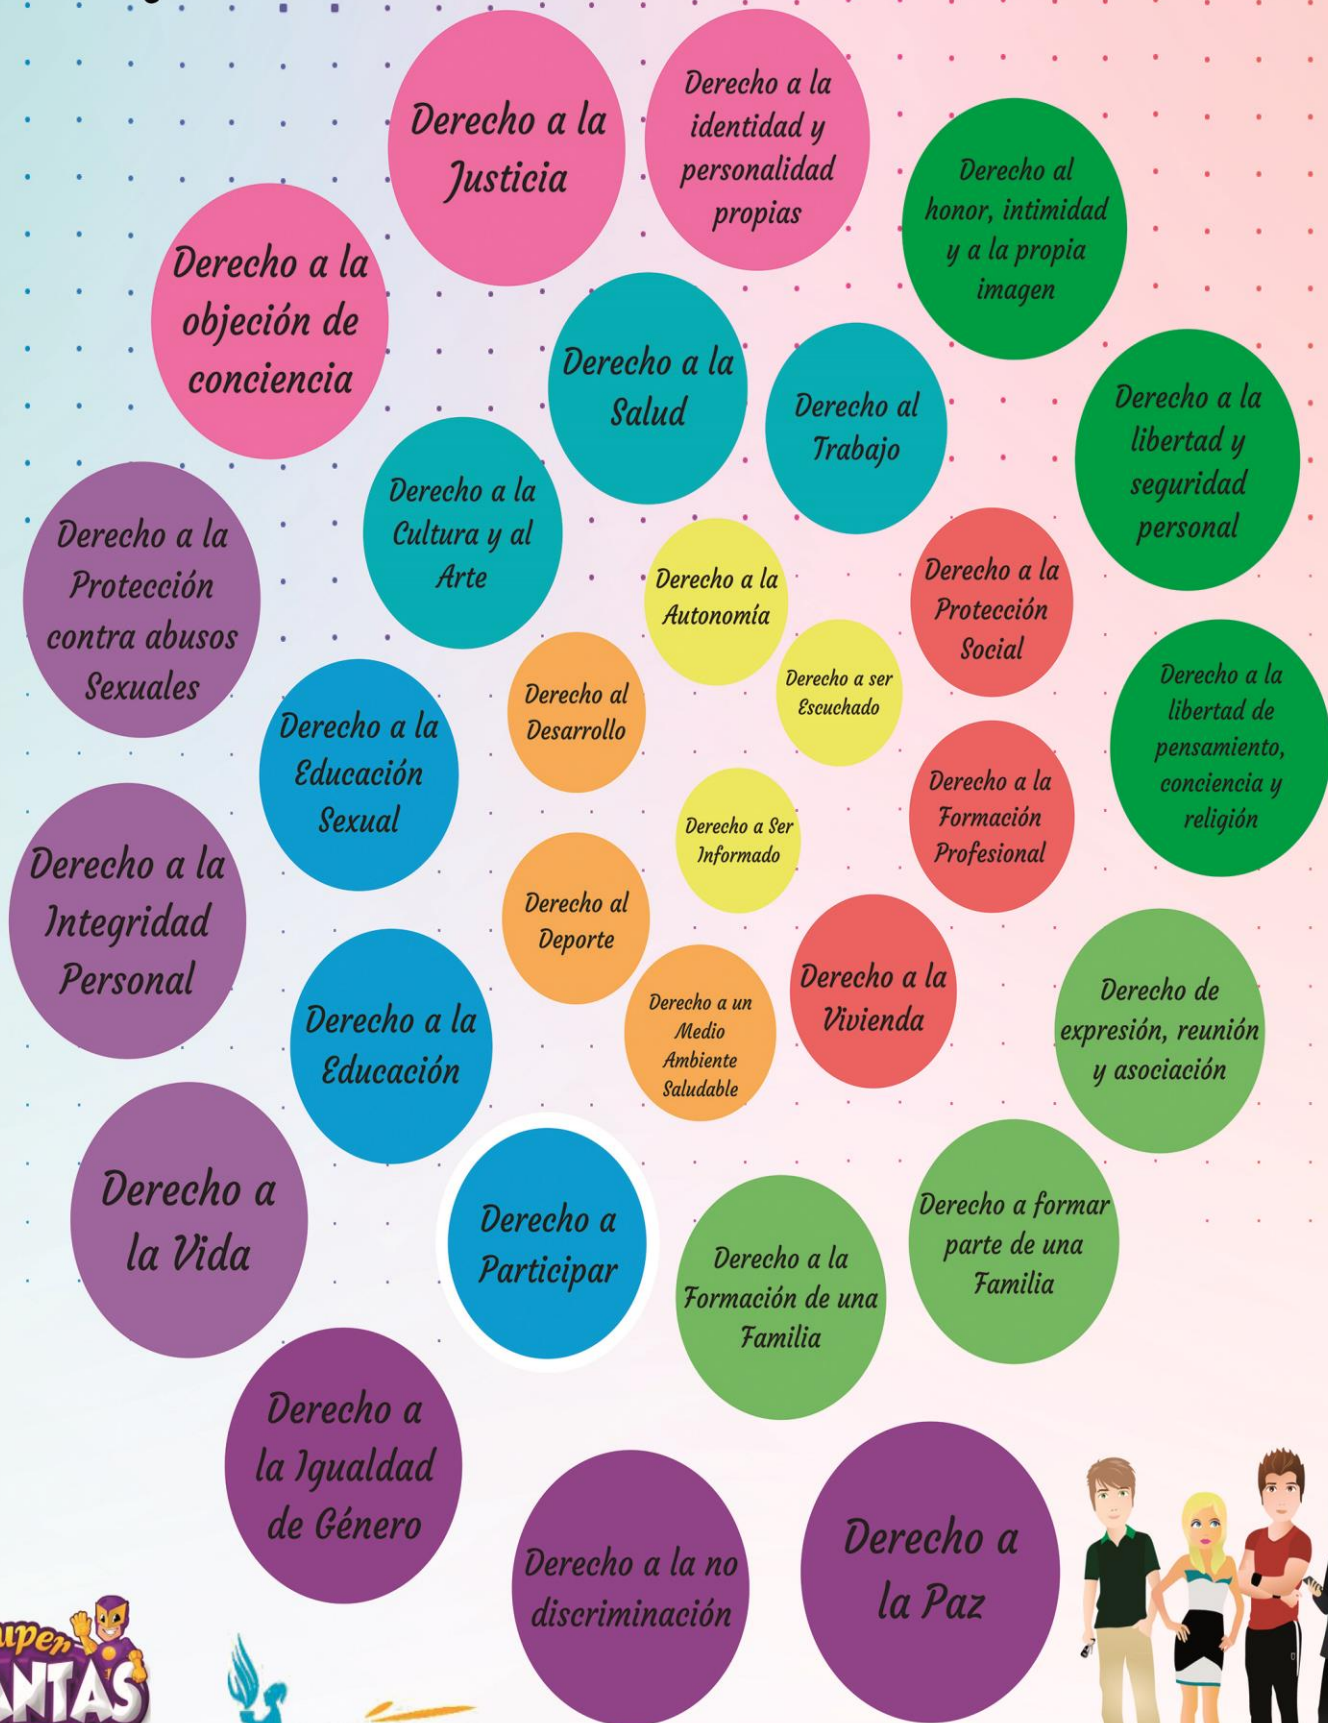 Derecho a la
Justicia
Derecho a la
identidad y
personalidad
propias
Derecho al
honor, intimidad
y a la propia
imagen
Derecho a la
objeción de
conciencia
Derecho a la
Salud
Derecho al
Trabajo
Derecho a la
libertad y
seguridad
personal
Derecho a la
Cultura y al
Arte
Derecho a la
Protección
contra abusos
Sexuales
Derecho a la
Autonomía
Derecho a la
Protección
Social
Derecho a ser
Escuchado
Derecho al
Desarrollo
Derecho a la
Educación
Sexual
Derecho a la
libertad de
pensamiento,
conciencia y
religión
Derecho a la
Formación
Profesional
Derecho a Ser
Informado
Derecho a la
Integridad
Personal
Derecho al
Deporte
Derecho a la
Vivienda
Derecho a un
Medio
Ambiente
Saludable
Derecho a la
Educación
Derecho de
expresión, reunión
y asociación
Derecho a
la Vida
Derecho a
Participar
Derecho a la
Formación de una
Familia
Derecho a formar
parte de una
Familia
Derecho a
la Igualdad
de Género
Derecho a la no
discriminación
Derecho a
la Paz